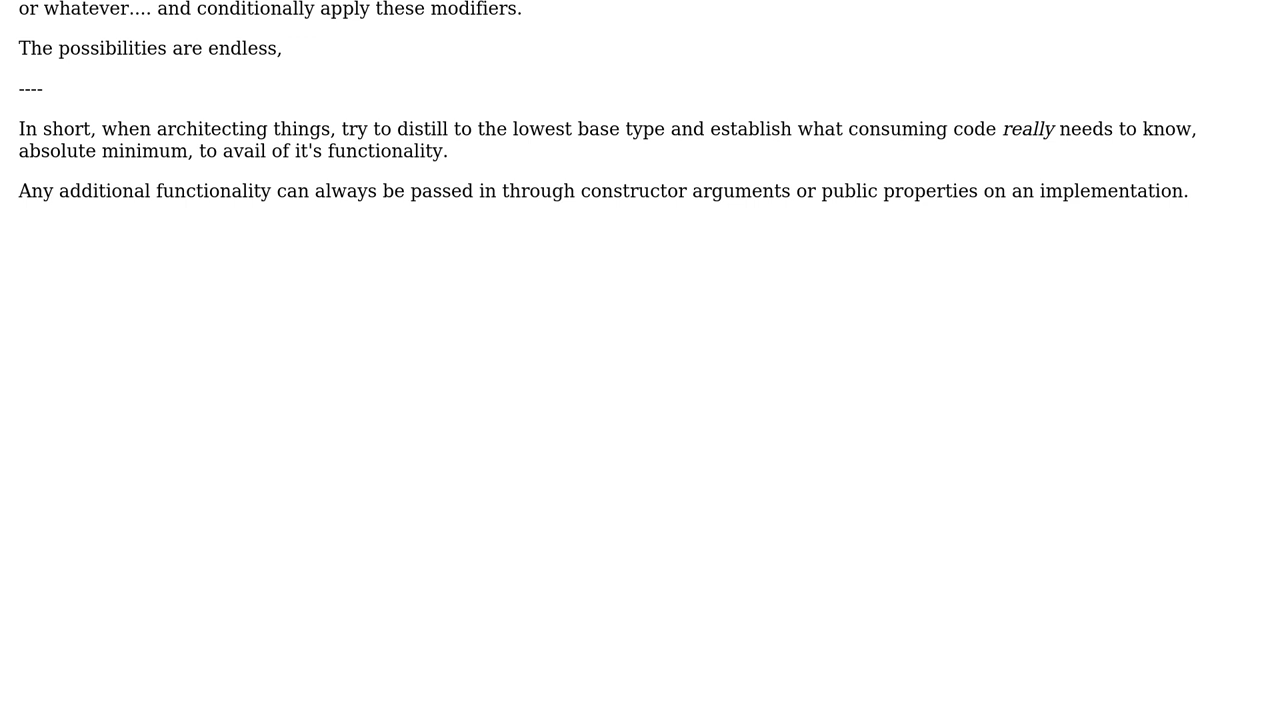 or whatever.... and conditionally apply these modifiers.
The possibilities are endless,
----
In short, when architecting things, try to distill to the lowest base type and establish what consuming code really needs to know,
absolute minimum, to avail of it's functionality.
Any additional functionality can always be passed in through constructor arguments or public properties on an implementation.